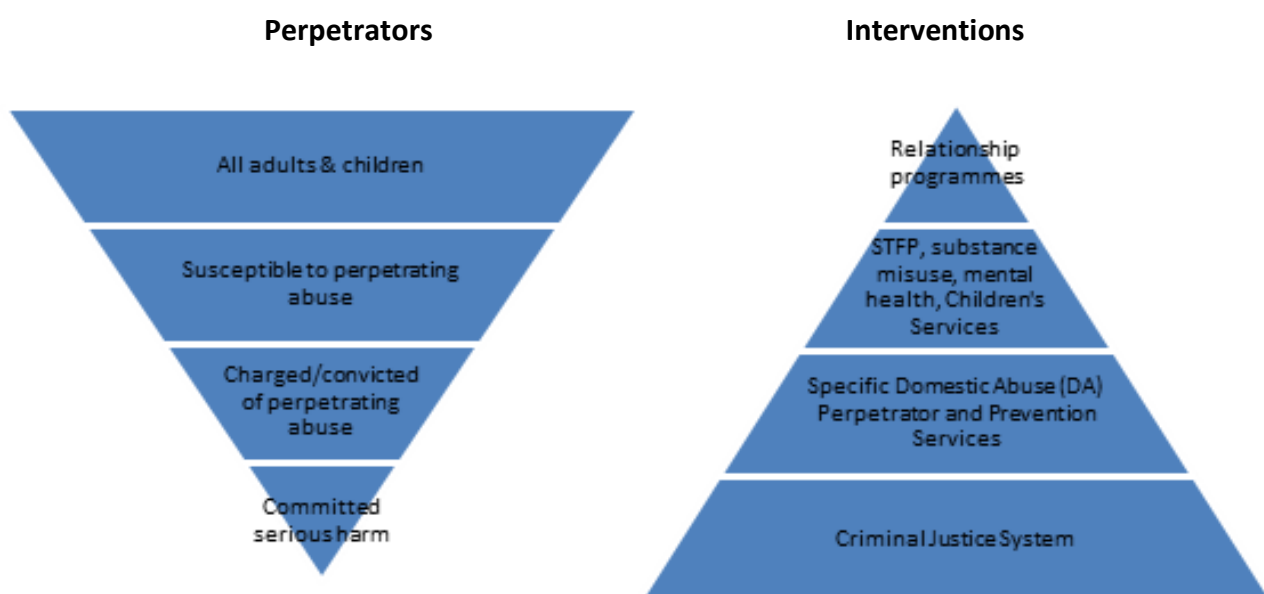 Perpetrators
Interventions
All adults & children
Susceptible to perpetrating
abuse
Charged/convicted
of perpetrating
abuse
Committed
serious harm
Relationship
programmes
STFP, substance
misuse, mental
health, Children's
Services
Specific Domestic Abuse (DA)
Perpetrator and Prevention
Services
Criminal Justice System